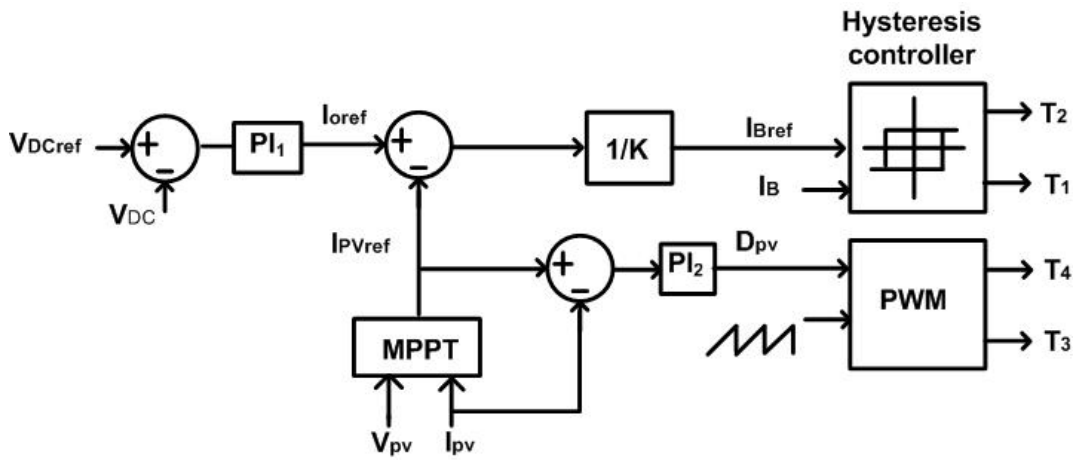 Hysteresis
controller
VDCref
+
-
VDC
PI1
Ioref
+
-
1/K
IBref
IB
T2
T1
IPVref
+
-
PI2
Dpv
PWM
T4
T3
MPPT
Vpv
Ipv